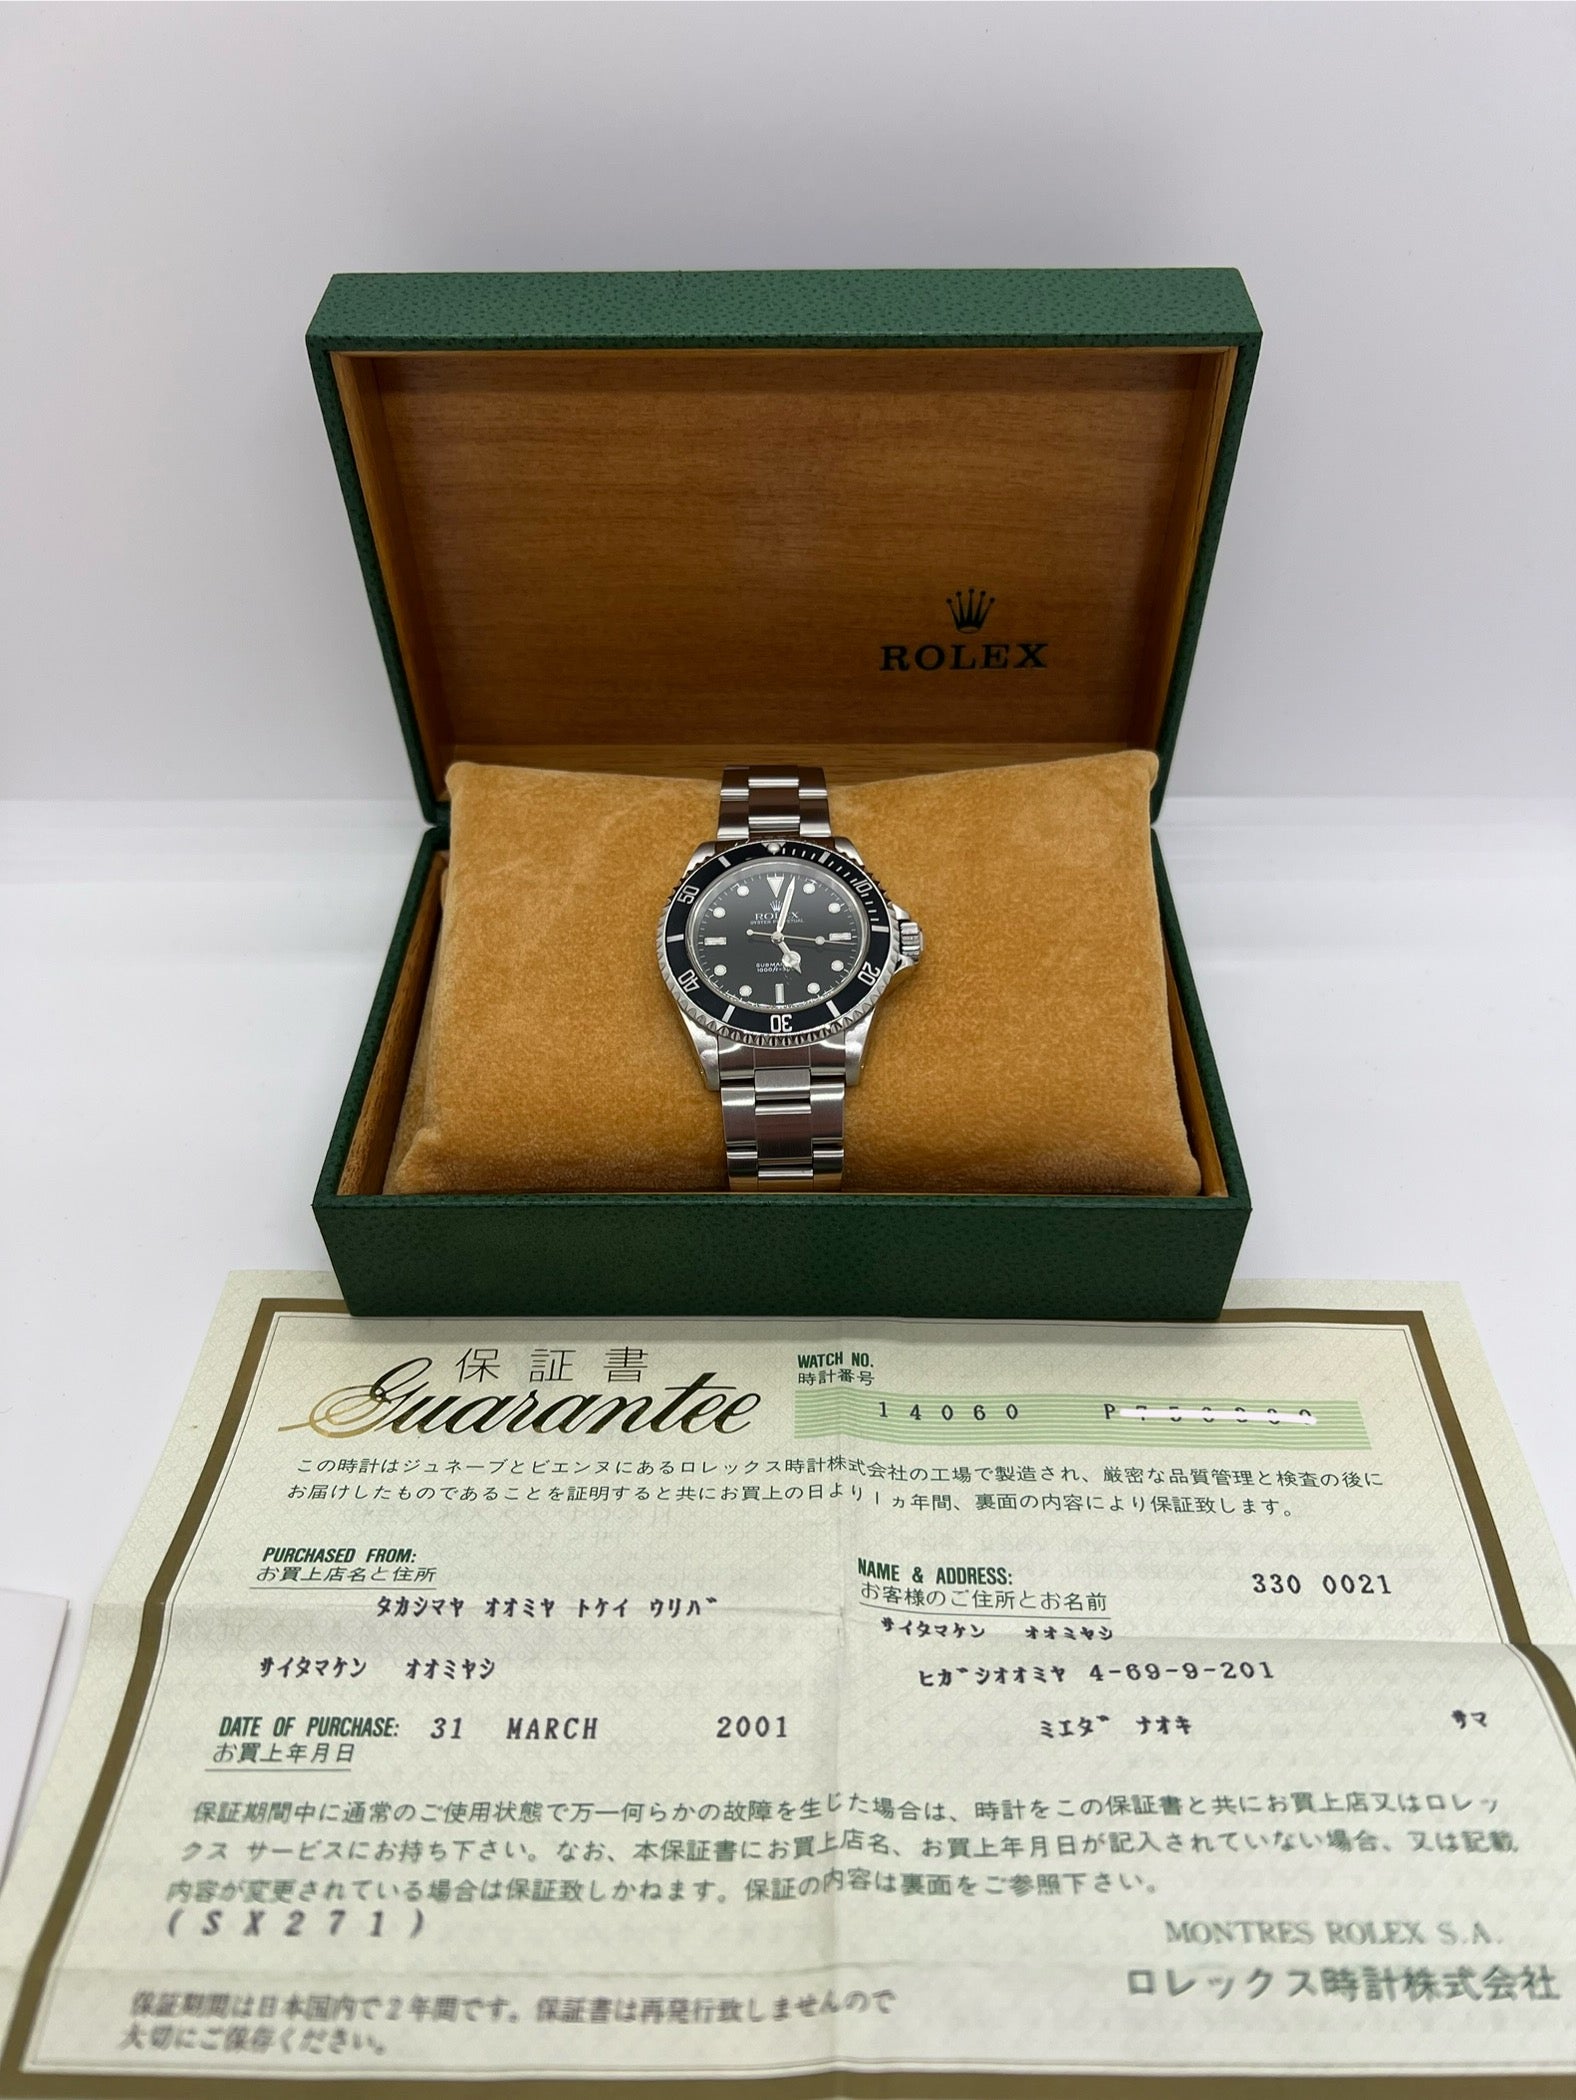 ROLEX
50
10
20
30
40
ROLEX
OYSTER PERPETUAL
保証書
Guarantee
WATCH NO.
時計番号
14060 P
この時計はジュネーブとビエンヌにあるロレックス時計株式会社の工場で製造され、厳密な品質管理と検査の後に
お届けしたものであることを証明すると共にお買上の日より1ヵ年間、裏面の内容により保証致します。
PURCHASED FROM:
お買上店名と住所
タカシマヤ オオミヤ トケイ ウリバ
サイタマケン オオミヤシ
DATE OF PURCHASE: 31 MARCH 2001
お買上年月日
NAME & ADDRESS: 330 0021
お客様のご住所とお名前
サイタマケン オオミヤシ
ヒガシオオミヤ 4-69-9-201
ミエダ ナオキ サマ
保証期間中に通常のご使用状態で万一何らかの故障を生じた場合は、時計をこの保証書と共にお買上店又はロレッ
クス サービスにお持ち下さい。なお、本保証書にお買上店名、お買上年月日が記入されていない場合、又は記載
内容が変更されている場合は保証致しかねます。保証の内容は裏面をご参照下さい。
(SX271)
MONTRES ROLEX S.A.
ロレックス時計株式会社
保証期間は日本国内で2年間です。保証書は再発行致しませんので
大切にご保存ください。